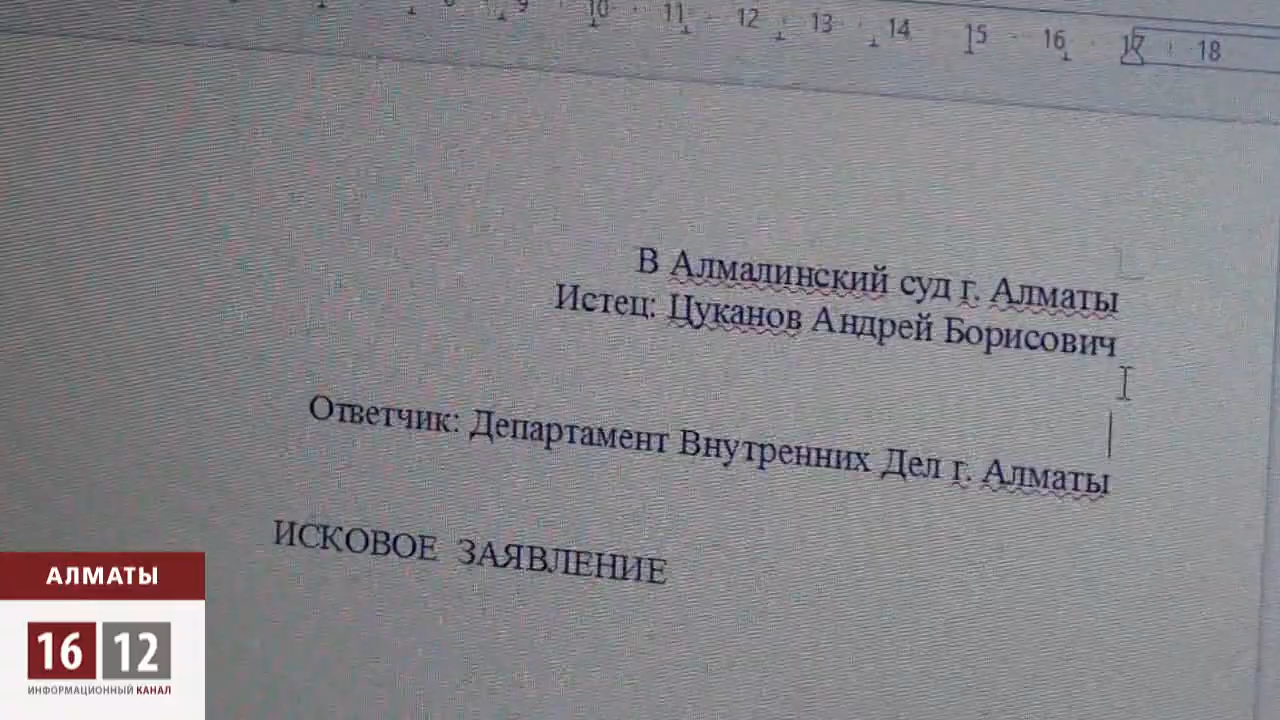 9 10 11 12 13 14 15 16 17 18
В Алмалинский суд г. Алматы
Истец: Цуканов Андрей Борисович
Ответчик: Департамент Внутренних Дел г. Алматы
ИСКОВОЕ ЗАЯВЛЕНИЕ
АЛМАТЫ
16 12
ИНФОРМАЦИОННЫЙ КАНАЛ